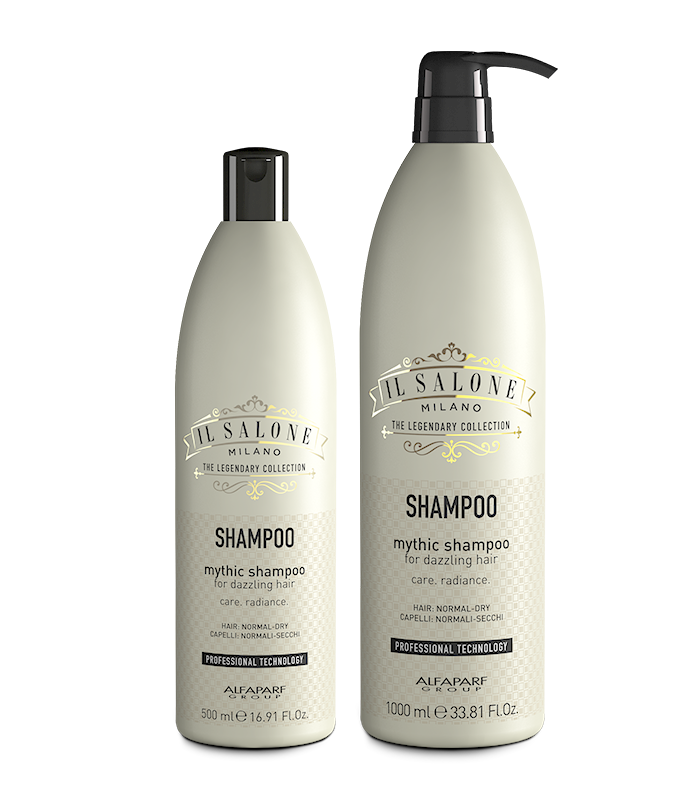 IL SALONE
MILANO
THE LEGENDARY COLLECTION
SHAMPOO
mythic shampoo
for dazzling hair
care. radiance.
HAIR: NORMAL-DRY
CAPELLI: NORMALI-SECCHI
PROFESSIONAL TECHNOLOGY
ALFAPARF
GROUP
500 ml ℮ 16.91 Fl.Oz.
IL SALONE
MILANO
THE LEGENDARY COLLECTION
SHAMPOO
mythic shampoo
for dazzling hair
care. radiance.
HAIR: NORMAL-DRY
CAPELLI: NORMALI-SECCHI
PROFESSIONAL TECHNOLOGY
ALFAPARF
GROUP
1000 ml ℮ 33.81 Fl.Oz.